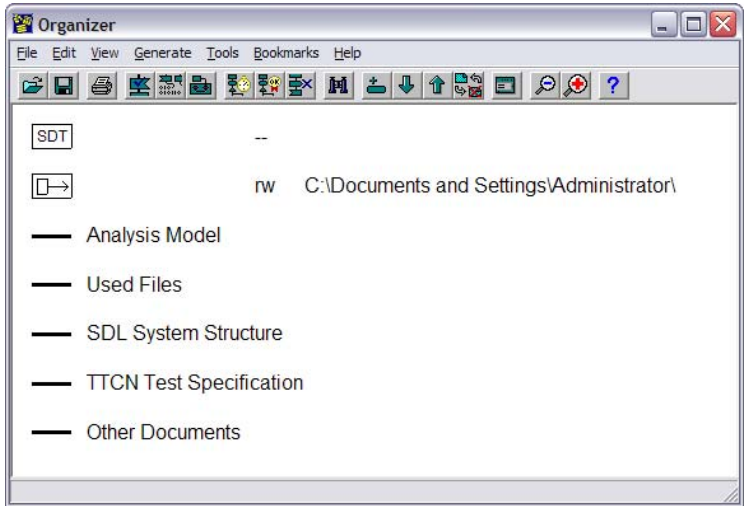 Organizer
File Edit View Generate Tools Bookmarks Help
SDT --
rw C:\Documents and Settings\Administrator\
Analysis Model
Used Files
SDL System Structure
TTCN Test Specification
Other Documents